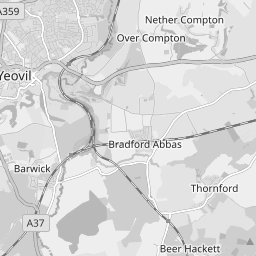 A359
Nether Compton
Over Compton
Yeovil
Bradford Abbas
Barwick
Thornford
A37
Beer Hackett